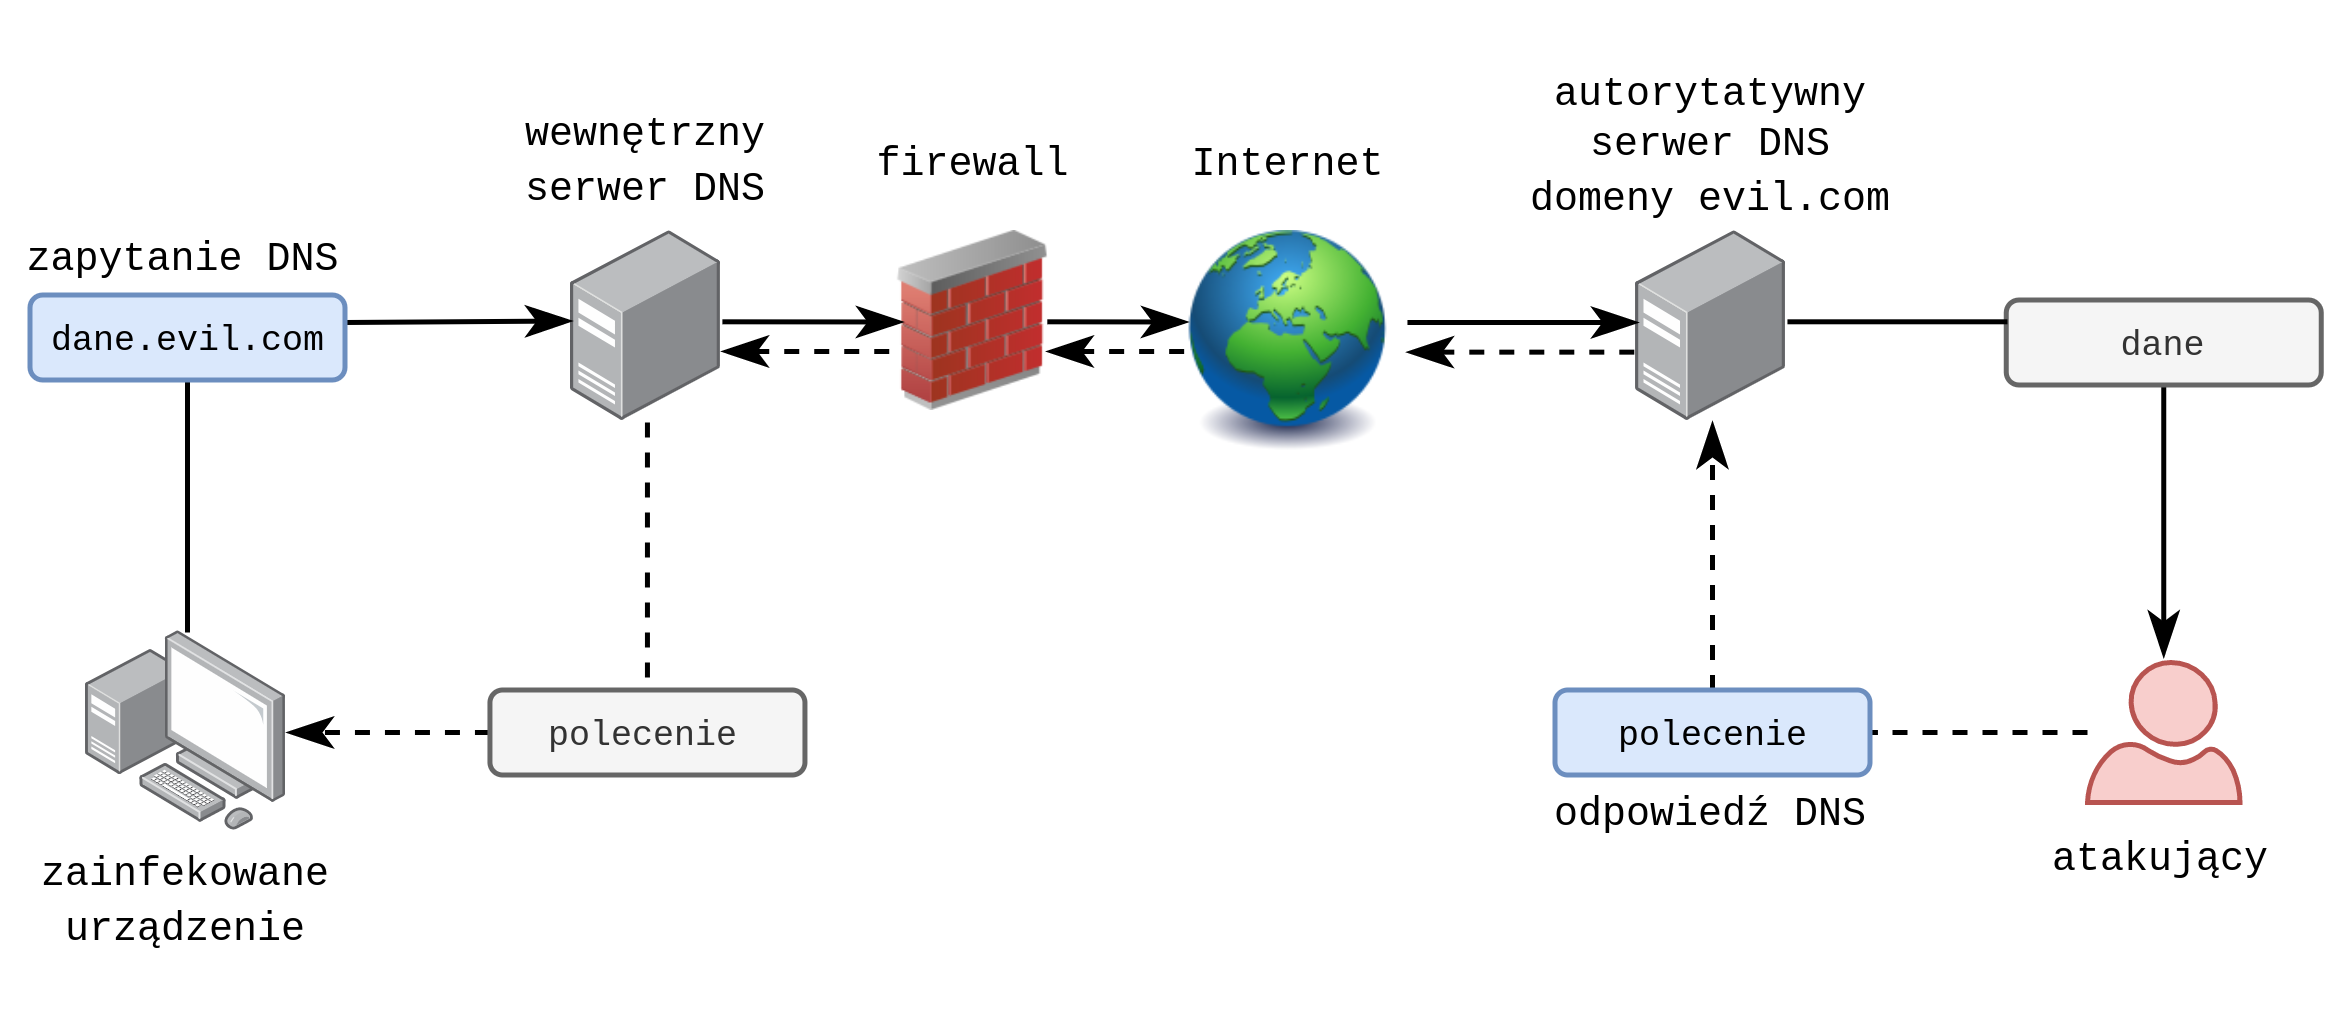 autorytatywny
serwer DNS
domeny evil.com
wewnętrzny
serwer DNS
firewall
Internet
zapytanie DNS
dane.evil.com
dane
polecenie
polecenie
odpowiedź DNS
zainfekowane
urządzenie
atakujący